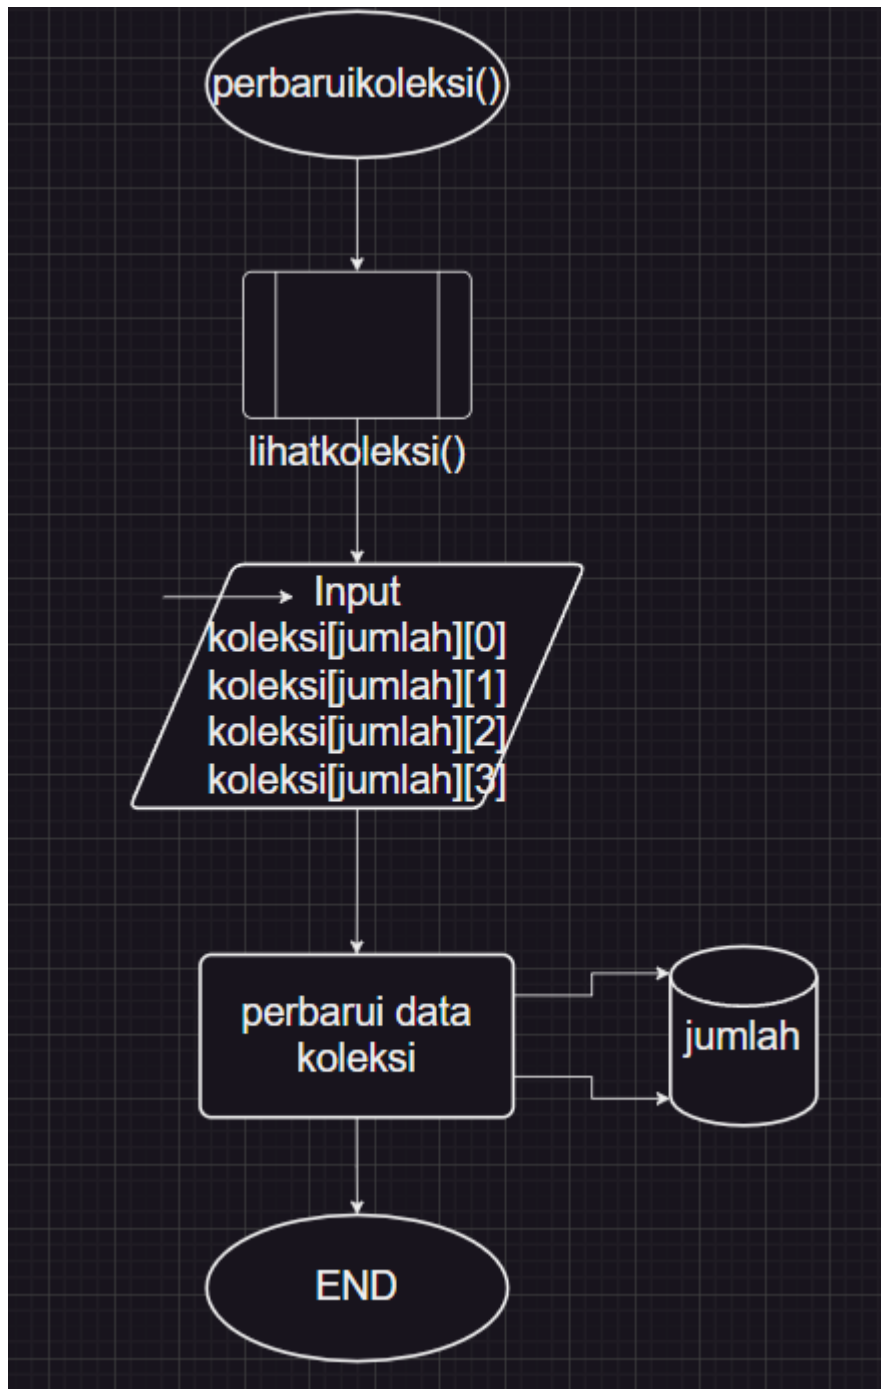 perbaruikoleksi()
lihatkoleksi()
Input
koleksi[jumlah][0]
koleksi[jumlah][1]
koleksi[jumlah][2]
koleksi[jumlah][3]
perbarui data
koleksi
jumlah
END